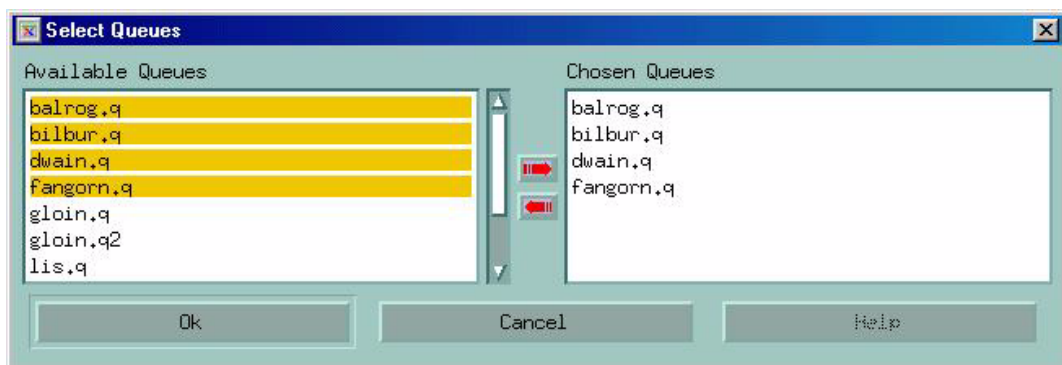 Select Queues
Available Queues
balrog.q
bilbur.q
dwain.q
fangorn.q
gloin.q
gloin.q2
lis.q
Chosen Queues
balrog.q
bilbur.q
dwain.q
fangorn.q
Ok
Cancel
Help